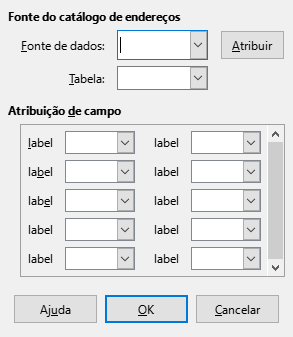 Fonte do catálogo de endereços
Fonte de dados:
Atribuir
Tabela:
Atribuição de campo
label label
label label
label label
label label
label label
Ajuda OK Cancelar